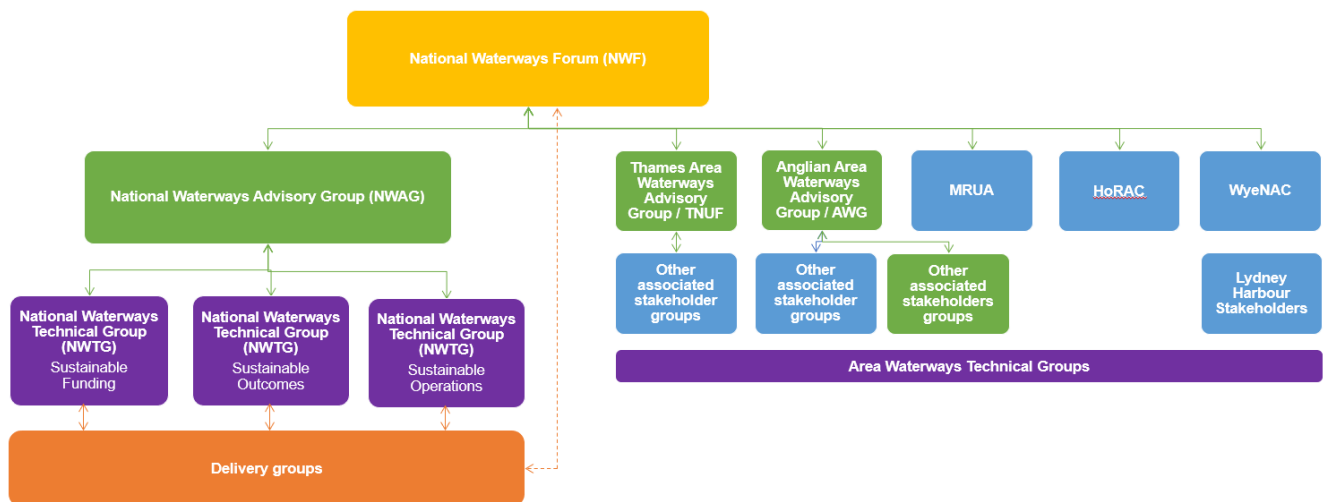 National Waterways Forum (NWF)
National Waterways Advisory Group (NWAG)
Thames Area
Waterways
Advisory
Group / TNUF
Anglian Area
Waterways
Advisory
Group / AWG
MRUA
HoRAC
WyeNAC
Other
associated
stakeholder
groups
Other
associated
stakeholder
groups
Other
associated
stakeholders
groups
Lydney
Harbour
Stakeholders
National Waterways
Technical Group
(NWTG)
Sustainable
Funding
National Waterways
Technical Group
(NWTG)
Sustainable
Outcomes
National Waterways
Technical Group
(NWTG)
Sustainable
Operations
Area Waterways Technical Groups
Delivery groups